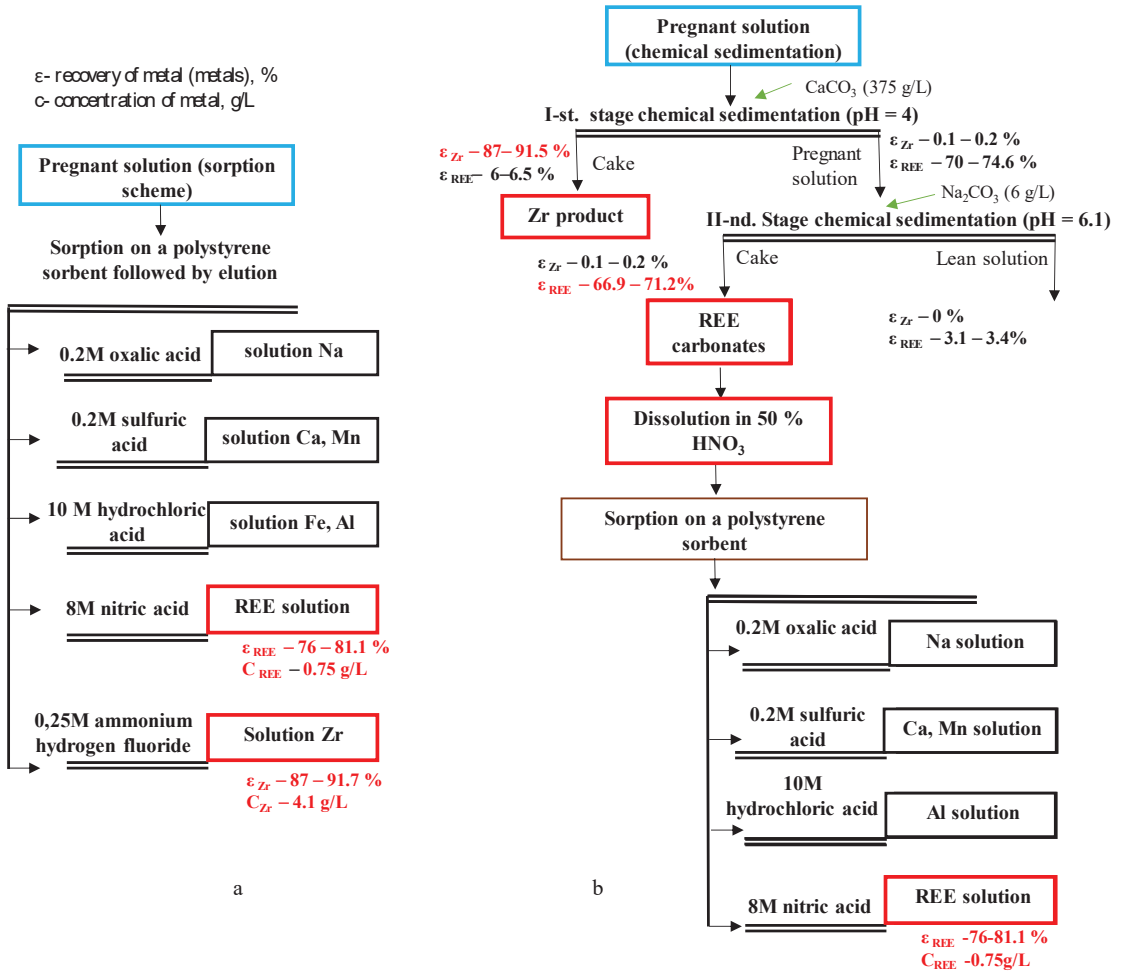 ε- recovery of metal (metals), %
c- concentration of metal, g/L
Pregnant solution (sorption
scheme)
Sorption on a polystyrene
sorbent followed by elution
0.2M oxalic acid
solution Na
0.2M sulfuric
acid
solution Ca, Mn
10 M hydrochloric
acid
solution Fe, Al
8M nitric acid
REE solution
ε REE – 76 – 81.1 %
C REE – 0.75 g/L
0,25M ammonium
hydrogen fluoride
Solution Zr
ε Zr – 87 – 91.7 %
C Zr – 4.1 g/L
a
Pregnant solution
(chemical sedimentation)
CaCO₃ (375 g/L)
I-st. stage chemical sedimentation (pH = 4)
ε Zr – 87– 91.5 %
ε REE – 6–6.5 %
Cake
Pregnant
solution
ε Zr – 0.1 – 0.2 %
ε REE – 70 – 74.6 %
Zr product
Na₂CO₃ (6 g/L)
II-nd. Stage chemical sedimentation (pH = 6.1)
ε Zr – 0.1 – 0.2 %
ε REE – 66.9 – 71.2%
Cake
Lean solution
ε Zr – 0 %
ε REE – 3.1 – 3.4%
REE
carbonates
Dissolution in 50 %
HNO₃
Sorption on a polystyrene
sorbent
0.2M oxalic acid
Na solution
0.2M sulfuric
acid
Ca, Mn solution
10M
hydrochloric acid
Al solution
8M nitric acid
REE solution
ε REE -76-81.1 %
C REE -0.75g/L
b